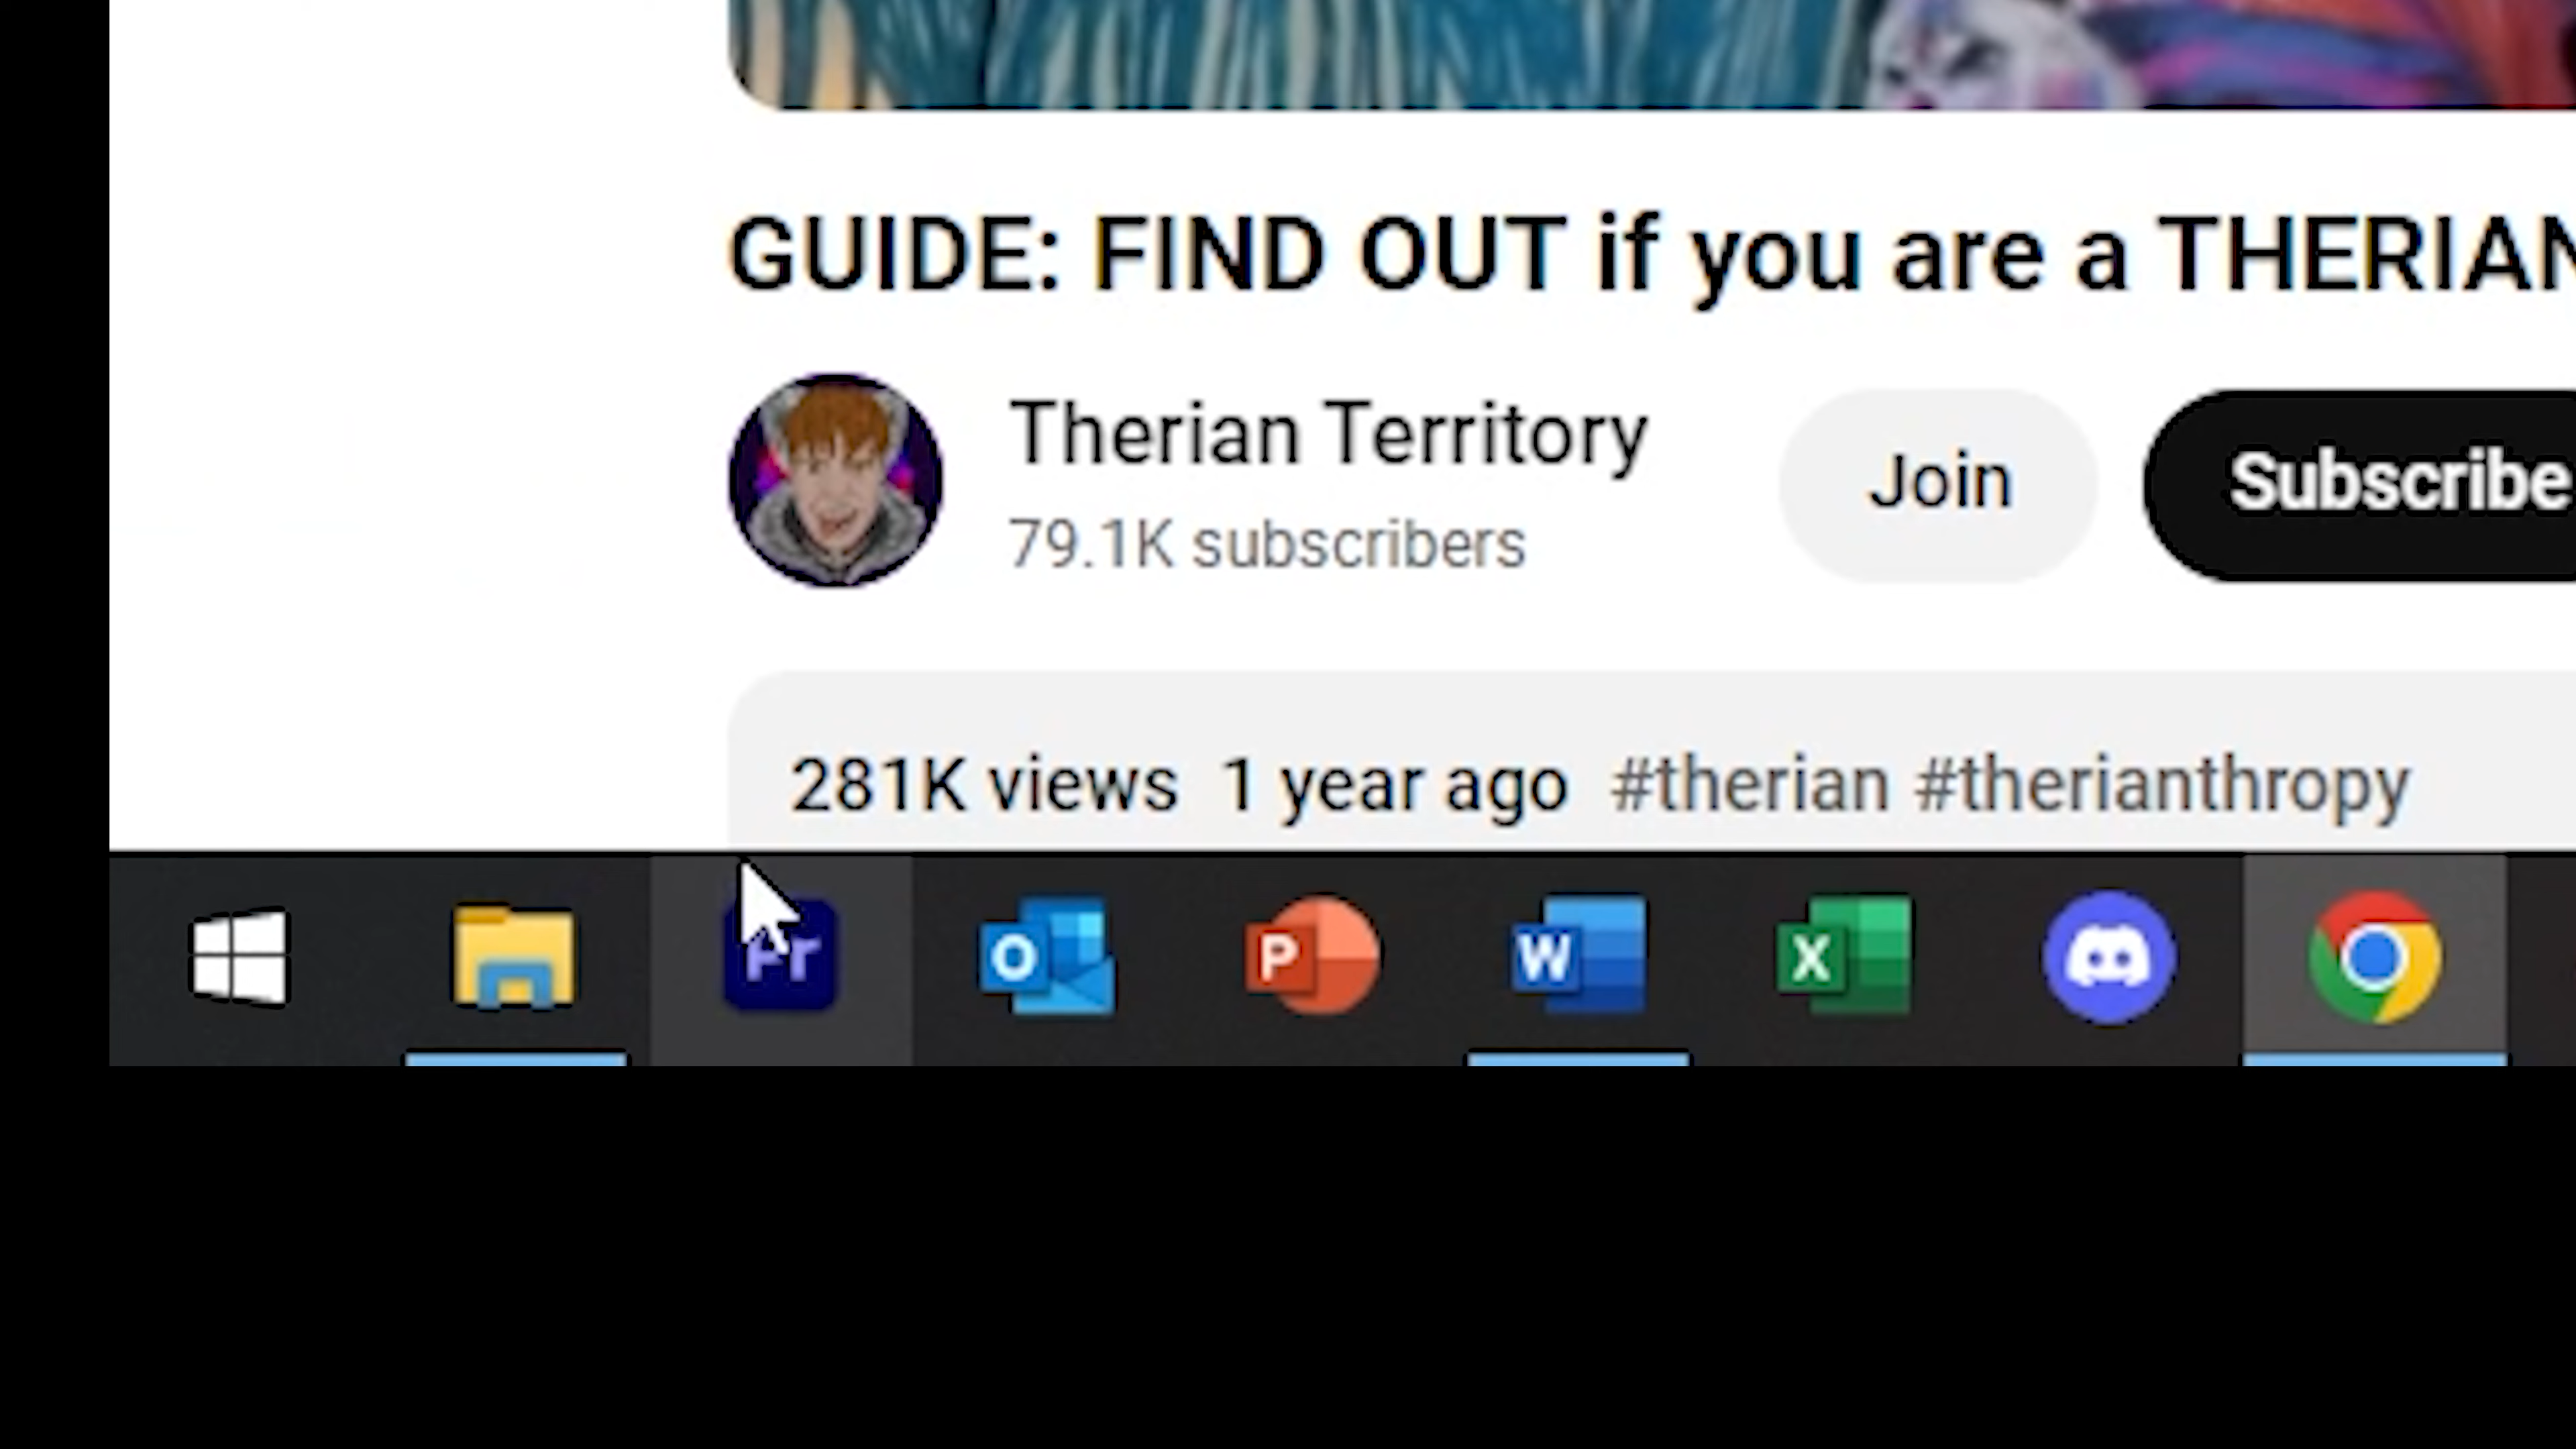 GUIDE: FIND OUT if you are a THERIAN
Therian Territory
Join
Subscribe
79.1K subscribers
281K views 1 year ago #therian #therianthropy
Pr O P W X